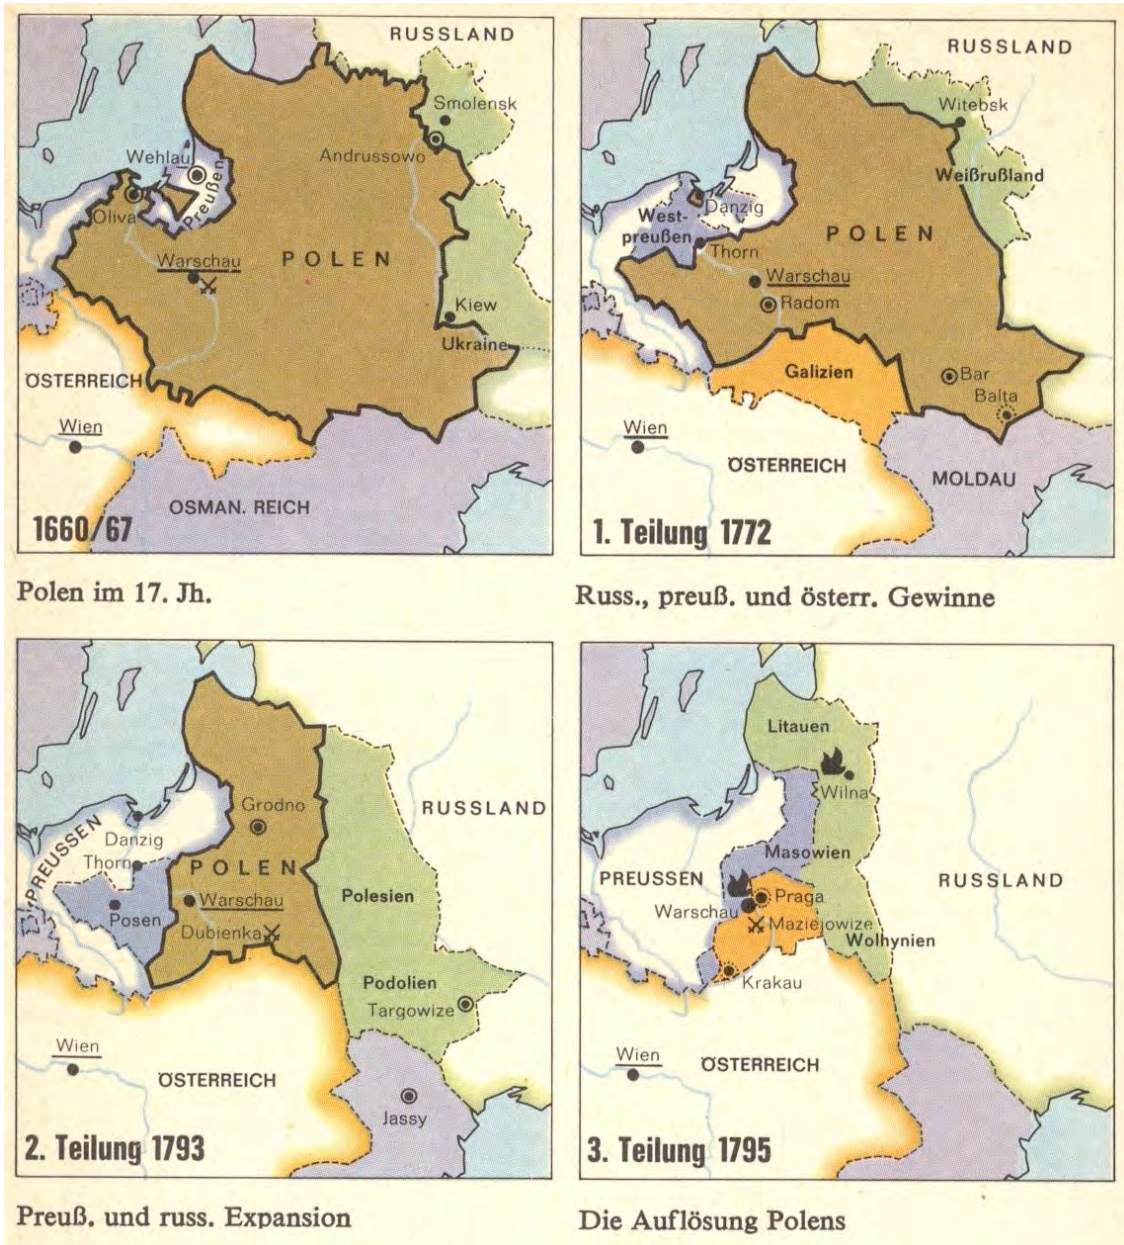 RUSSLAND
Smolensk
Andrussowo
Wehlau
Preußen
Oliva
POLEN
Warschau
Kiew
Ukraine
ÖSTERREICH
Wien
OSMAN. REICH
1660/67
Polen im 17. Jh.
RUSSLAND
Witebsk
Weißrußland
Danzig
West-
preußen
Thorn
POLEN
Warschau
Radom
Galizien
Bar
Balta
Wien
ÖSTERREICH
MOLDAU
1. Teilung 1772
Russ., preuß. und österr. Gewinne
RUSSLAND
Grodno
PREUSSEN
Danzig
Thorn
POLEN
Posen
Warschau
Polesien
Dubienka
Podolien
Targowize
Wien
ÖSTERREICH
Jassy
2. Teilung 1793
Preuß. und russ. Expansion
Litauen
Wilna
Masowien
PREUSSEN
RUSSLAND
Praga
Warschau
Maziejowize
Wolhynien
Krakau
Wien
ÖSTERREICH
3. Teilung 1795
Die Auflösung Polens